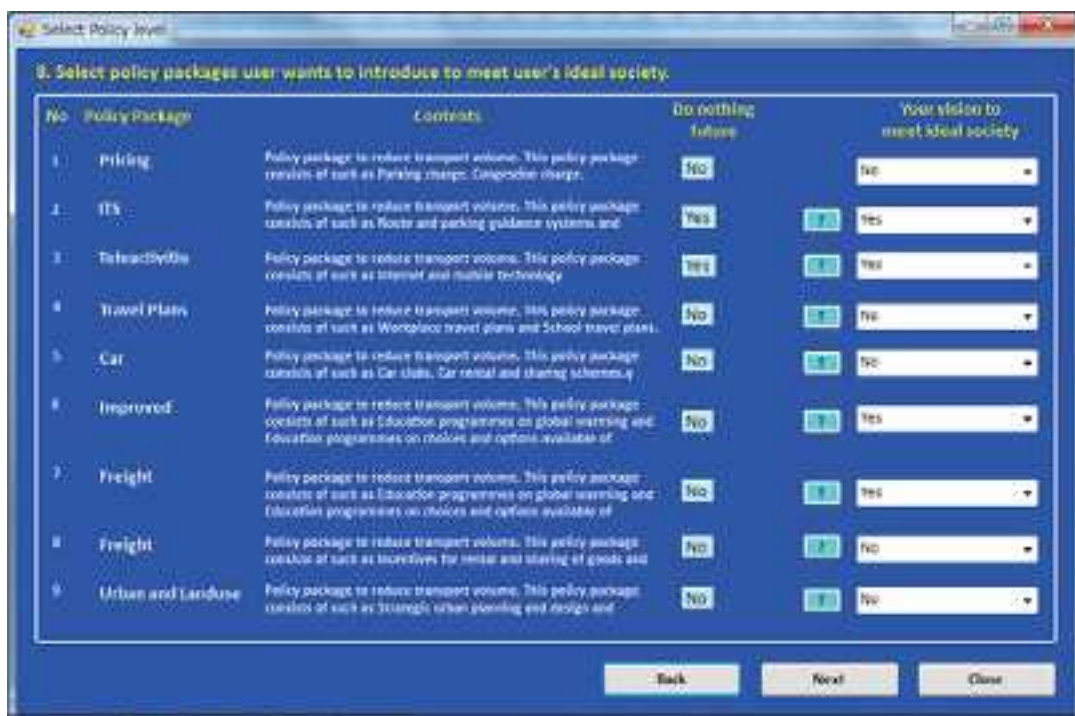 Select Policy level
8. Select policy packages user wants to introduce to meet user's ideal society.
No Policy Package Contents Do nothing future Your vision to meet ideal society
1 Pricing Policy package to reduce transport volume. This policy package No No
consists of such as Parking charge, Congestion charge.
2 ITS Policy package to reduce transport volume. This policy package Yes ? Yes
consists of such as Route and parking guidance systems and
3 Policy package to reduce transport volume. This policy package Yes ? Yes
consists of such as Internet and mobile technology
4 Travel Plans Policy package to reduce transport volume. This policy package No ? No
consists of such as Workplace travel plans and School travel plans.
5 Car Policy package to reduce transport volume. This policy package No ? No
consists of such as Car clubs, Car rental and sharing schemes.y
6 Improved Policy package to reduce transport volume. This policy package No ? Yes
consists of such as Education programmes on global warming and
Education programmes on choices and options available of
7 Freight Policy package to reduce transport volume. This policy package No ? Yes
consists of such as Education programmes on global warming and
Education programmes on choices and options available of
8 Freight Policy package to reduce transport volume. This policy package No ? No
consists of such as Incentives for rental and sharing of goods and
9 Urban and Landuse Policy package to reduce transport volume. This policy package No ? No
consists of such as Strategic urban planning and design and
Back Next Close